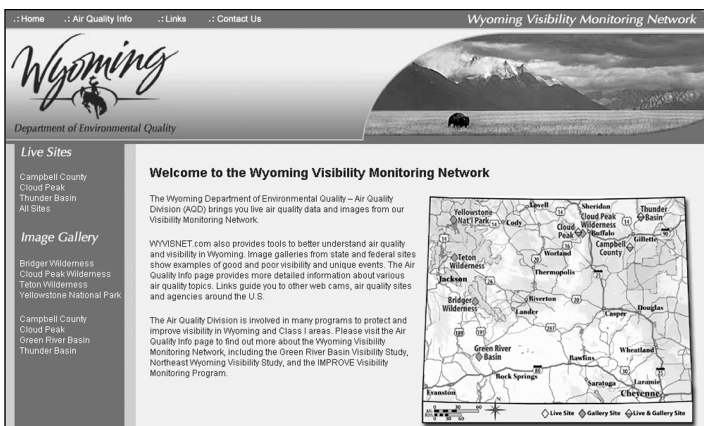 .: Home .: Air Quality Info .: Links .: Contact Us
Wyoming Visibility Monitoring Network
Wyoming
Department of Environmental Quality
Live Sites
Campbell County
Cloud Peak
Thunder Basin
All Sites
Image Gallery
Bridger Wilderness
Cloud Peak Wilderness
Teton Wilderness
Yellowstone National Park
Campbell County
Cloud Peak
Green River Basin
Thunder Basin
Welcome to the Wyoming Visibility Monitoring Network
The Wyoming Department of Environmental Quality – Air Quality
Division (AQD) brings you live air quality data and images from our
Visibility Monitoring Network.
WYVISNET.com also provides tools to better understand air quality
and visibility in Wyoming. Image galleries from state and federal sites
show examples of good and poor visibility and unique events. The Air
Quality Info page provides more detailed information about various
air quality topics. Links guide you to other web cams, air quality sites
and agencies around the U.S.
The Air Quality Division is involved in many programs to protect and
improve visibility in Wyoming and Class I areas. Please visit the Air
Quality Info page to find out more about the Wyoming Visibility
Monitoring Network, including the Green River Basin Visibility Study,
Northeast Wyoming Visibility Study, and the IMPROVE Visibility
Monitoring Program.
Yellowstone
Nat'l Park
Cody
Lovell
Sheridan
Cloud Peak
Wilderness
Cloud
Peak
Buffalo
Thunder
Basin
Gillette
Campbell
County
Worland
Teton
Wilderness
Thermopolis
Jackson
Bridger
Wilderness
Riverton
Lander
Casper
Douglas
Green River
Basin
Wheatland
Rawlins
Rock Springs
Saratoga
Laramie
Evanston
Cheyenne
Mi. 0 30 60
Km. 0 30 60
N
Live Site Gallery Site Live & Gallery Site